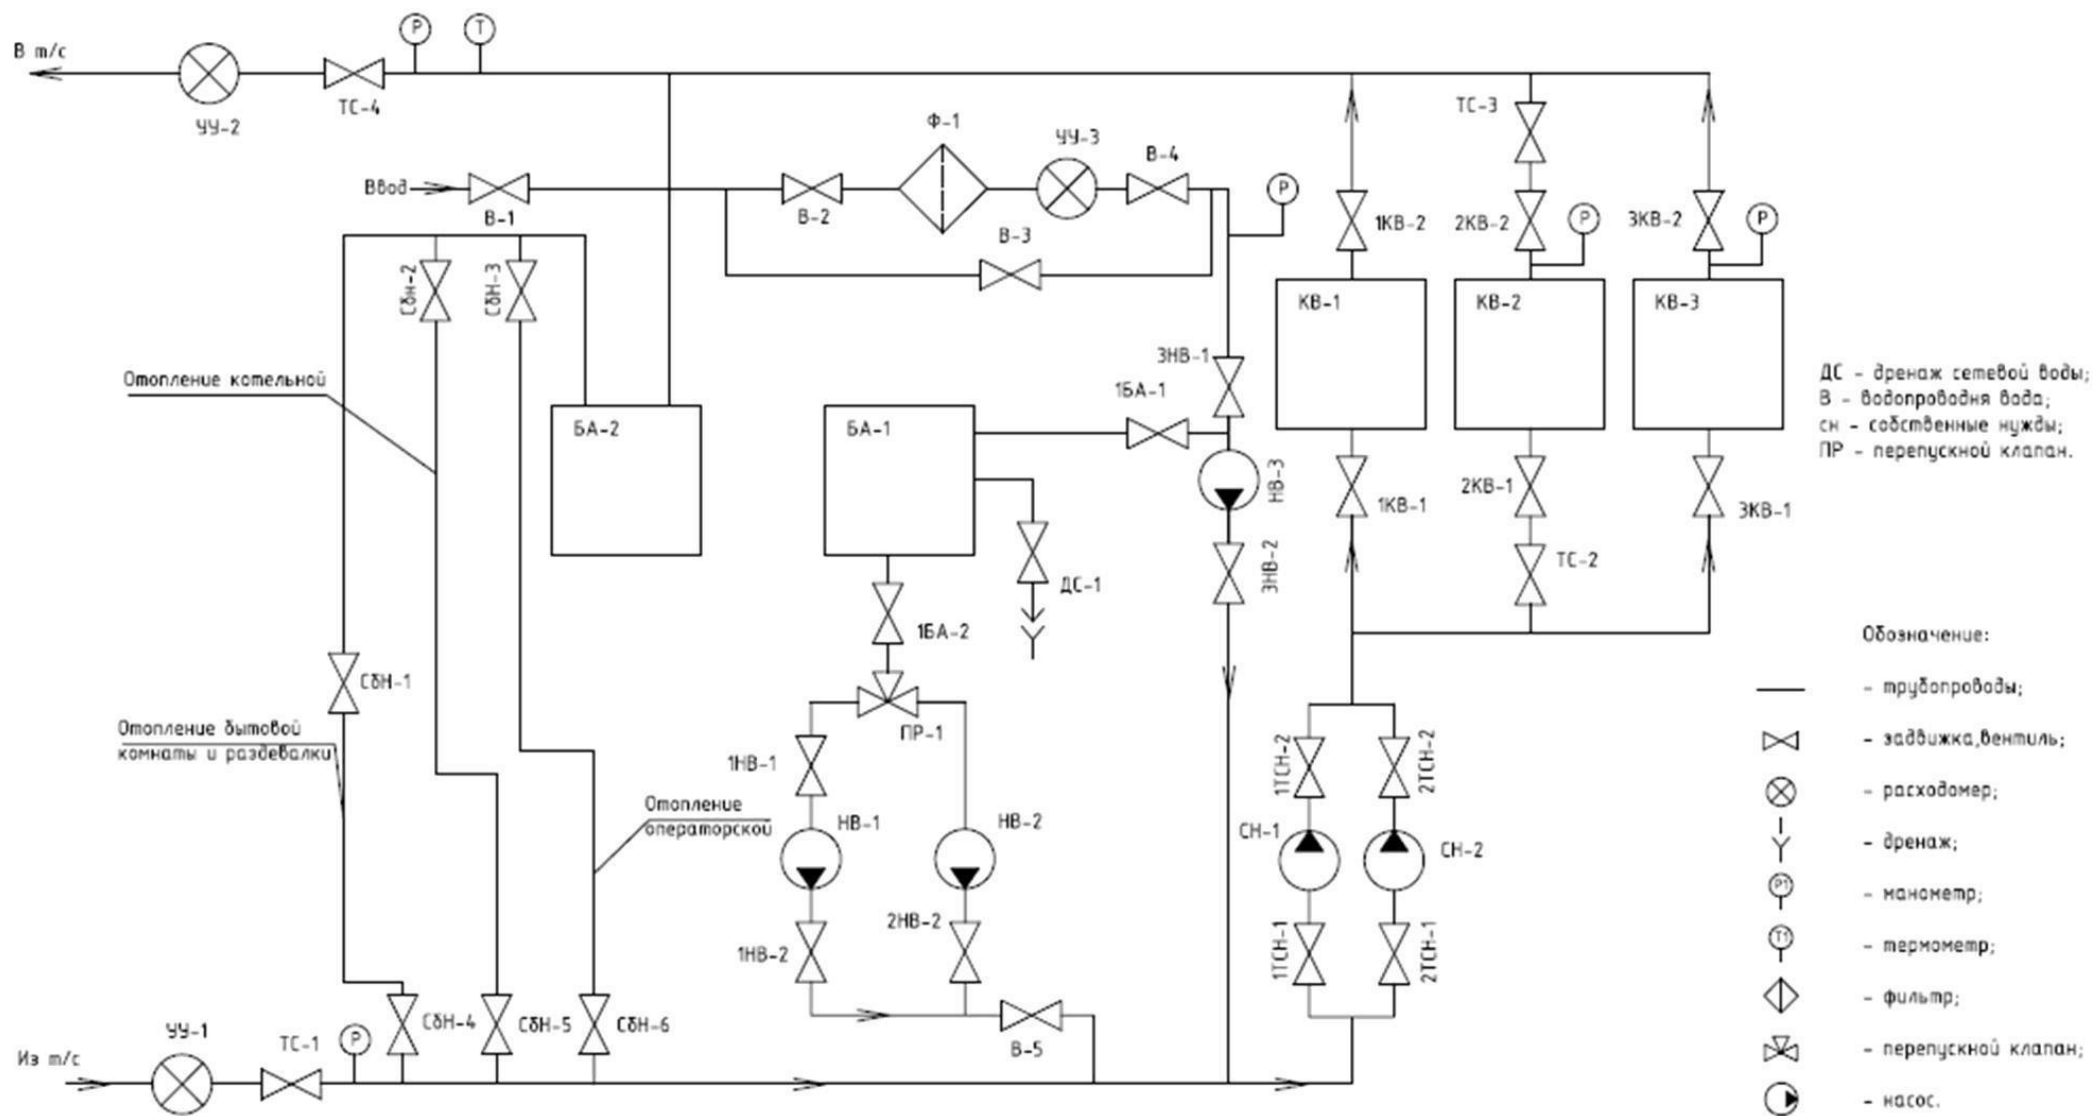 В т/с
Р
Т
УУ-2
ТС-4
ТС-3
Ф-1
УУ-3
В-4
Ввод
В-1
В-2
Р
В-3
1КВ-2
2КВ-2
Р
3КВ-2
Р
СбН-2
СбН-3
КВ-1
КВ-2
КВ-3
Отопление котельной
3НВ-1
1БА-1
БА-2
БА-1
НВ-3
1КВ-1
2КВ-1
3КВ-1
ДС - дренаж сетевой воды;
В - водопроводня вода;
сн - собственные нужды;
ПР - перепускной клапан.
3НВ-2
ТС-2
ДС-1
1БА-2
СбН-1
ПР-1
Отопление бытовой
комнаты и раздевалки
1НВ-1
1ТСН-2
2ТСН-2
Отопление
операторской
НВ-1
НВ-2
СН-1
СН-2
1НВ-2
2НВ-2
1ТСН-1
2ТСН-1
УУ-1
ТС-1
Р
СбН-4
СбН-5
СбН-6
В-5
Из т/с
Обозначение:
- трубопроводы;
- задвижка,вентиль;
- расходомер;
- дренаж;
Р1
- манометр;
Т1
- термометр;
- фильтр;
- перепускной клапан;
- насос.